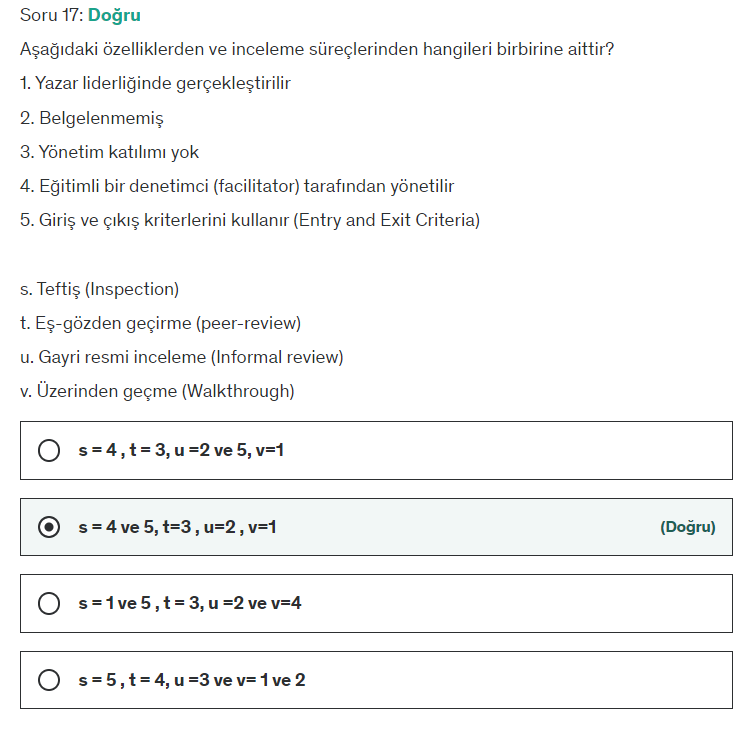 Soru 17: Doğru
Aşağıdaki özelliklerden ve inceleme süreçlerinden hangileri birbirine aittir?
1. Yazar liderliğinde gerçekleştirilir
2. Belgelenmemiş
3. Yönetim katılımı yok
4. Eğitimli bir denetimci (facilitator) tarafından yönetilir
5. Giriş ve çıkış kriterlerini kullanır (Entry and Exit Criteria)
s. Teftiş (Inspection)
t. Eş-gözden geçirme (peer-review)
u. Gayri resmi inceleme (Informal review)
v. Üzerinden geçme (Walkthrough)
s = 4 , t = 3, u =2 ve 5, v=1
s = 4 ve 5, t=3 , u=2 , v=1 (Doğru)
s = 1 ve 5 , t = 3, u =2 ve v=4
s = 5 , t = 4, u =3 ve v= 1 ve 2